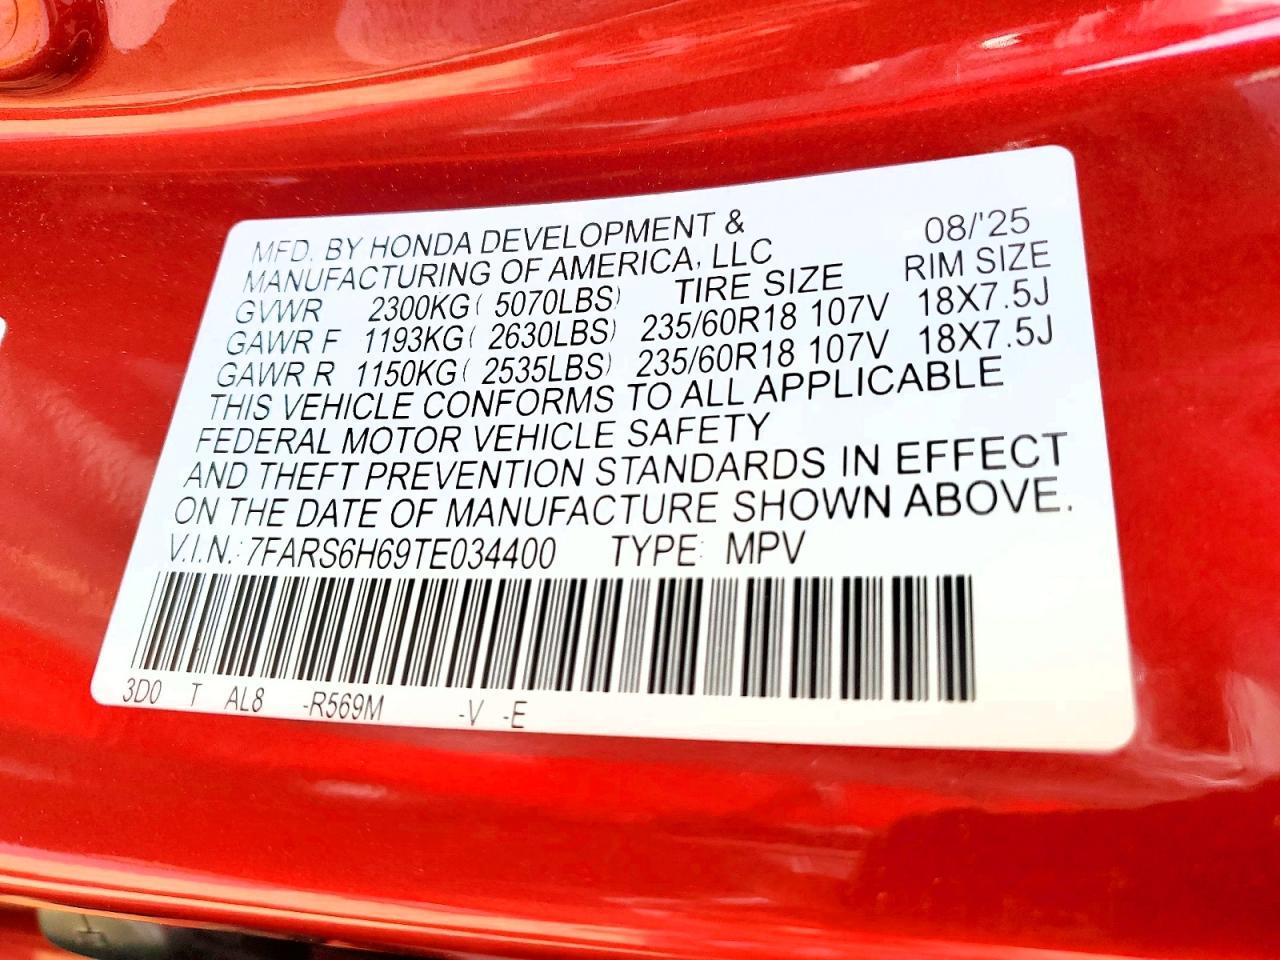 MFD. BY HONDA DEVELOPMENT & 08/'25
MANUFACTURING OF AMERICA, LLC RIM SIZE
GVWR 2300KG( 5070LBS) TIRE SIZE
GAWR F 1193KG( 2630LBS) 235/60R18 107V 18X7.5J
GAWR R 1150KG( 2535LBS) 235/60R18 107V 18X7.5J
THIS VEHICLE CONFORMS TO ALL APPLICABLE
FEDERAL MOTOR VEHICLE SAFETY
AND THEFT PREVENTION STANDARDS IN EFFECT
ON THE DATE OF MANUFACTURE SHOWN ABOVE.
V.I.N.: 7FARS6H69TE034400 TYPE: MPV
3D0 T AL8 -R569M -V -E